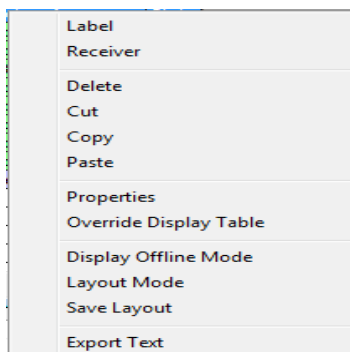 Label
Receiver
Delete
Cut
Copy
Paste
Properties
Override Display Table
Display Offline Mode
Layout Mode
Save Layout
Export Text